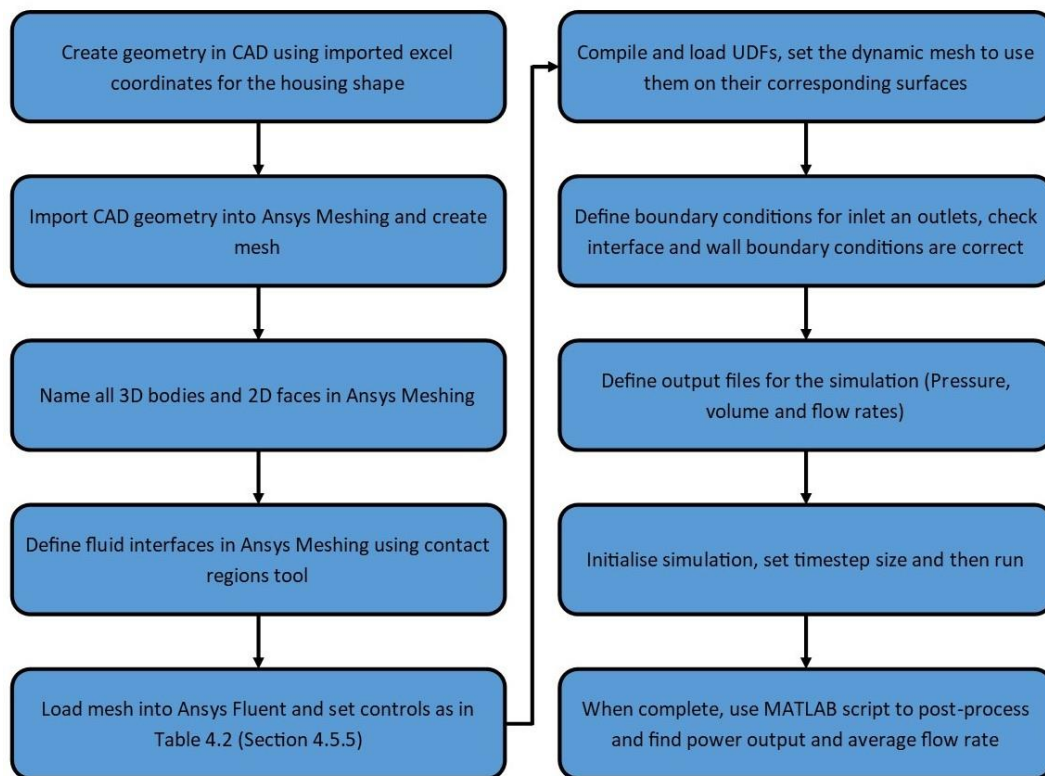 Create geometry in CAD using imported excel
coordinates for the housing shape
Import CAD geometry into Ansys Meshing and create
mesh
Name all 3D bodies and 2D faces in Ansys Meshing
Define fluid interfaces in Ansys Meshing using contact
regions tool
Load mesh into Ansys Fluent and set controls as in
Table 4.2 (Section 4.5.5)
Compile and load UDFs, set the dynamic mesh to use
them on their corresponding surfaces
Define boundary conditions for inlet an outlets, check
interface and wall boundary conditions are correct
Define output files for the simulation (Pressure,
volume and flow rates)
Initialise simulation, set timestep size and then run
When complete, use MATLAB script to post-process
and find power output and average flow rate